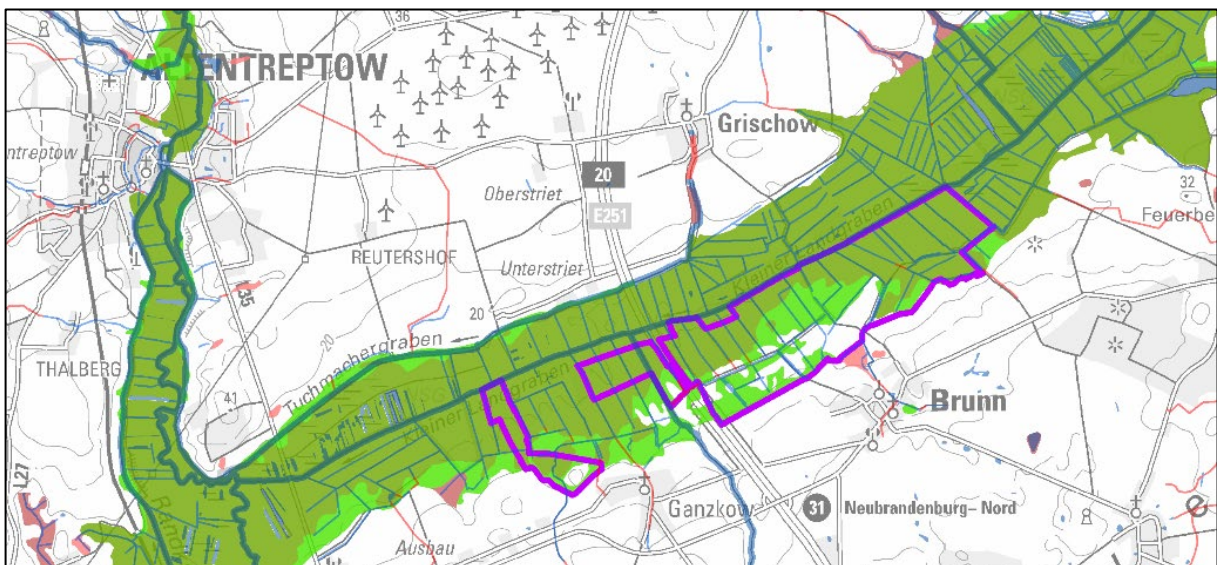 36
ALTENTREPTOW
Grischow
ntreptow
Oberstriet
20
E251
32
Feuerbe
REUTERSHOF
Unterstriet
Kleiner Landgraben
L35
20
20
Tuchmachergraben
THALBERG
41
Kleiner Landgraben
Brunn
L27
Ganzkow
31
Neubrandenburg– Nord
Ausbau